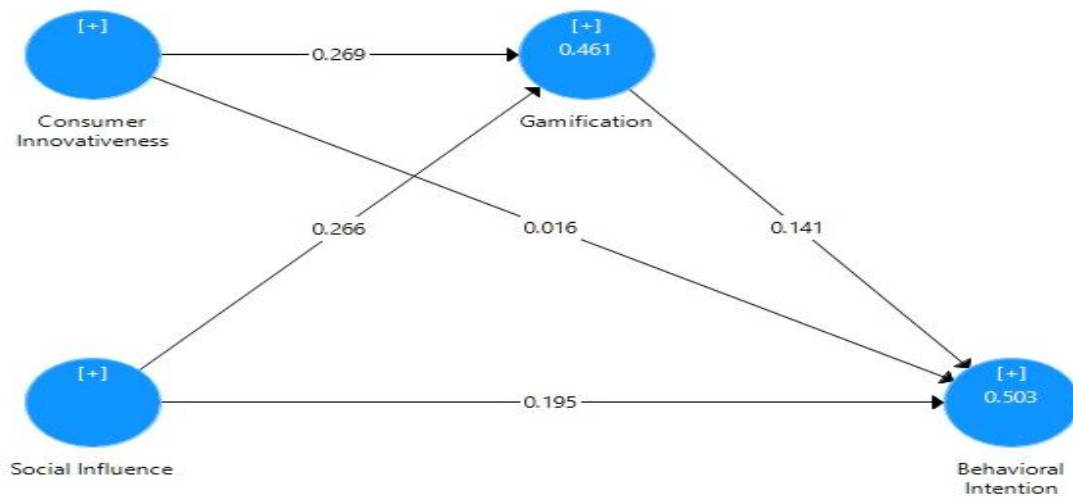 [+]
[+]
0.461
0.269
Consumer
Innovativeness
Gamification
0.266
0.016
0.141
[+]
[+]
0.503
0.195
Social Influence
Behavioral
Intention